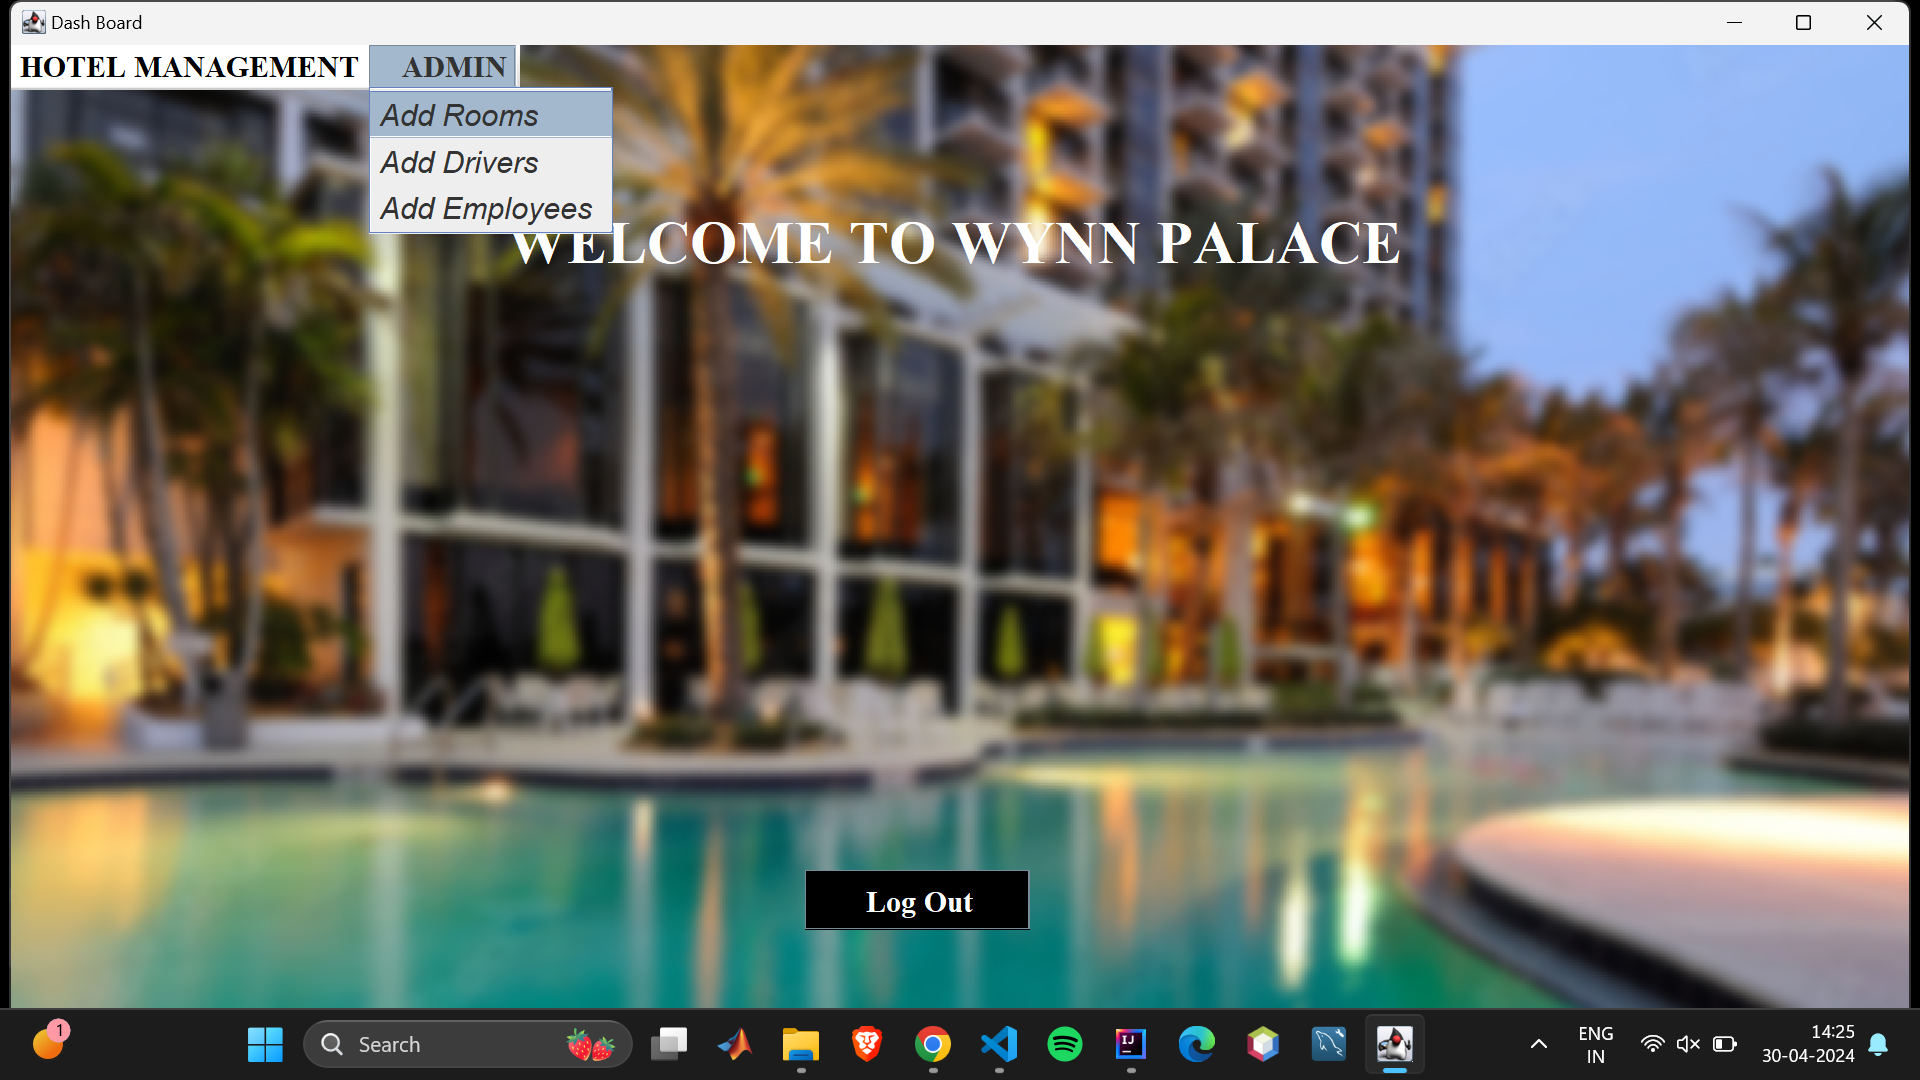 Dash Board
HOTEL MANAGEMENT ADMIN
Add Rooms
Add Drivers
Add Employees
WELCOME TO WYNN PALACE
Log Out
1
Search
IJ
ENG
IN
14:25
30-04-2024